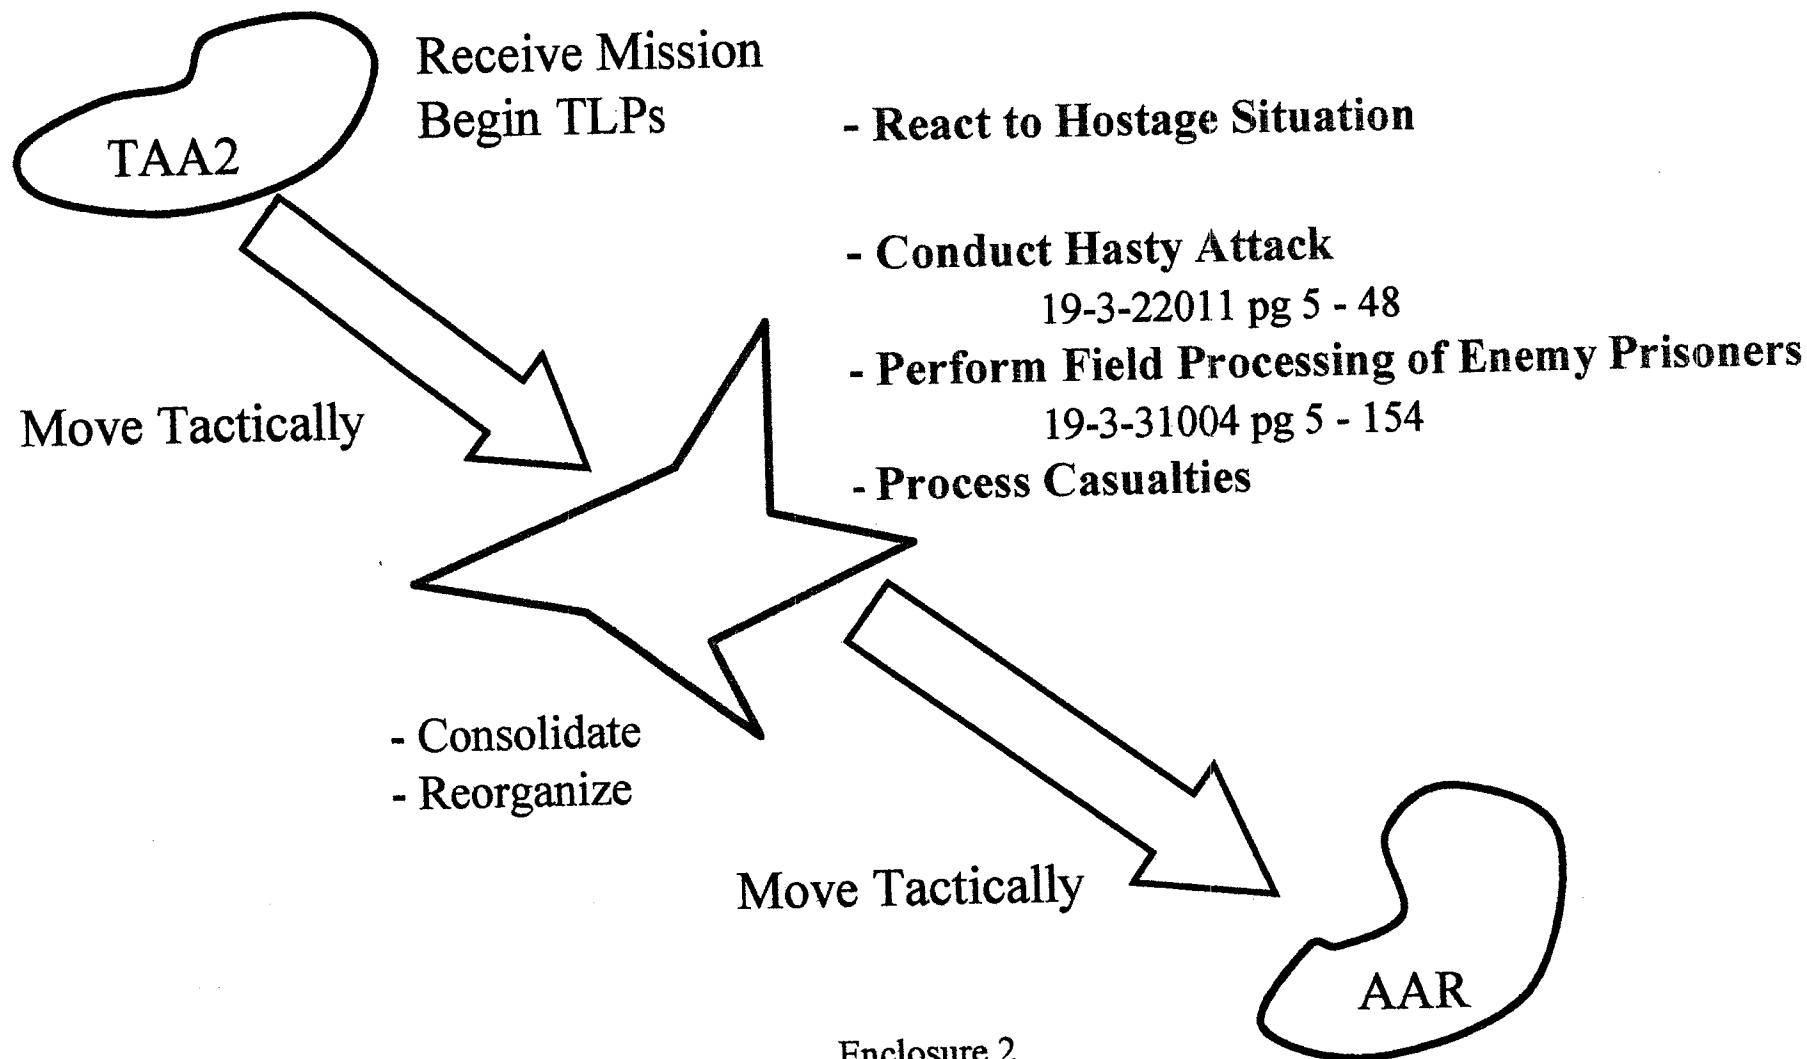 Receive Mission
Begin TLPs
TAA2
- React to Hostage Situation
- Conduct Hasty Attack
19-3-22011 pg 5 - 48
- Perform Field Processing of Enemy Prisoners
19-3-31004 pg 5 - 154
- Process Casualties
Move Tactically
- Consolidate
- Reorganize
Move Tactically
AAR
Enclosure 2